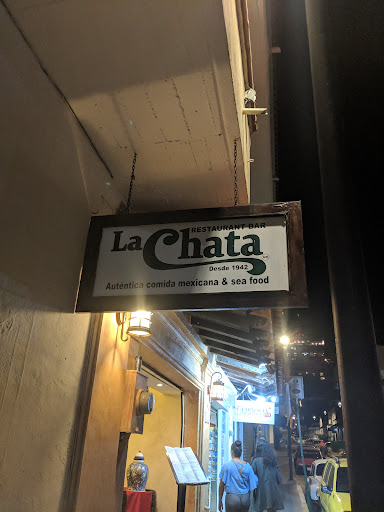 RESTAURANT BAR
La Chata
Desde 1942
Auténtica comida mexicana & sea food